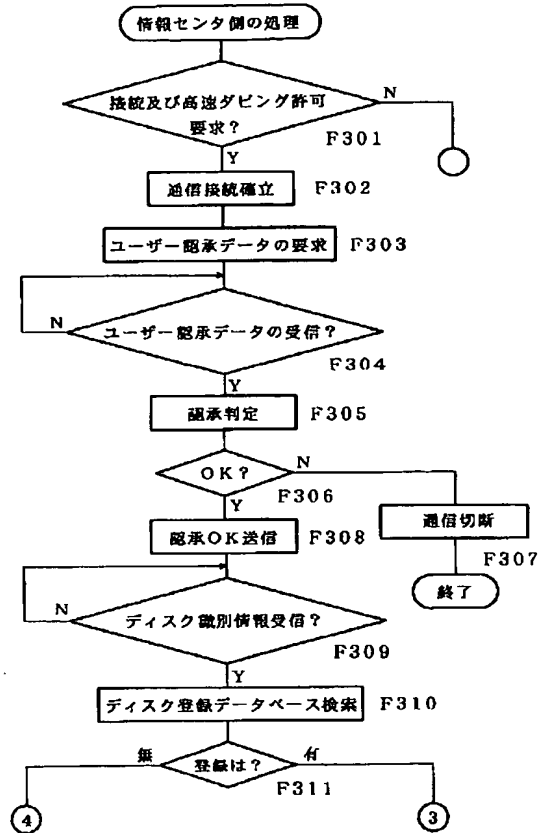 情報センタ側の処理
接続及び高速ダビング許可
要求？
N
F301
Y
通信接続確立
F302
ユーザー認承データの要求
F303
N
ユーザー認承データの受信？
F304
Y
認承判定
F305
OK？
N
F306
Y
通信切断
F307
認承OK送信
F308
終了
N
ディスク識別情報受信？
F309
Y
ディスク登録データベース検索
F310
無
登録は？
有
F311
4
3